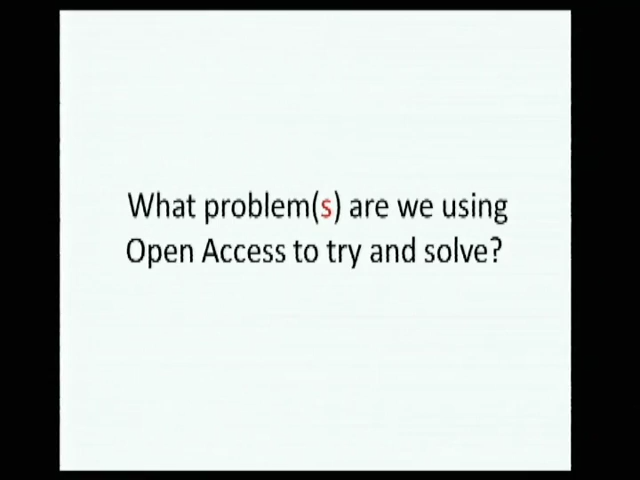 What problem(s) are we using
Open Access to try and solve?